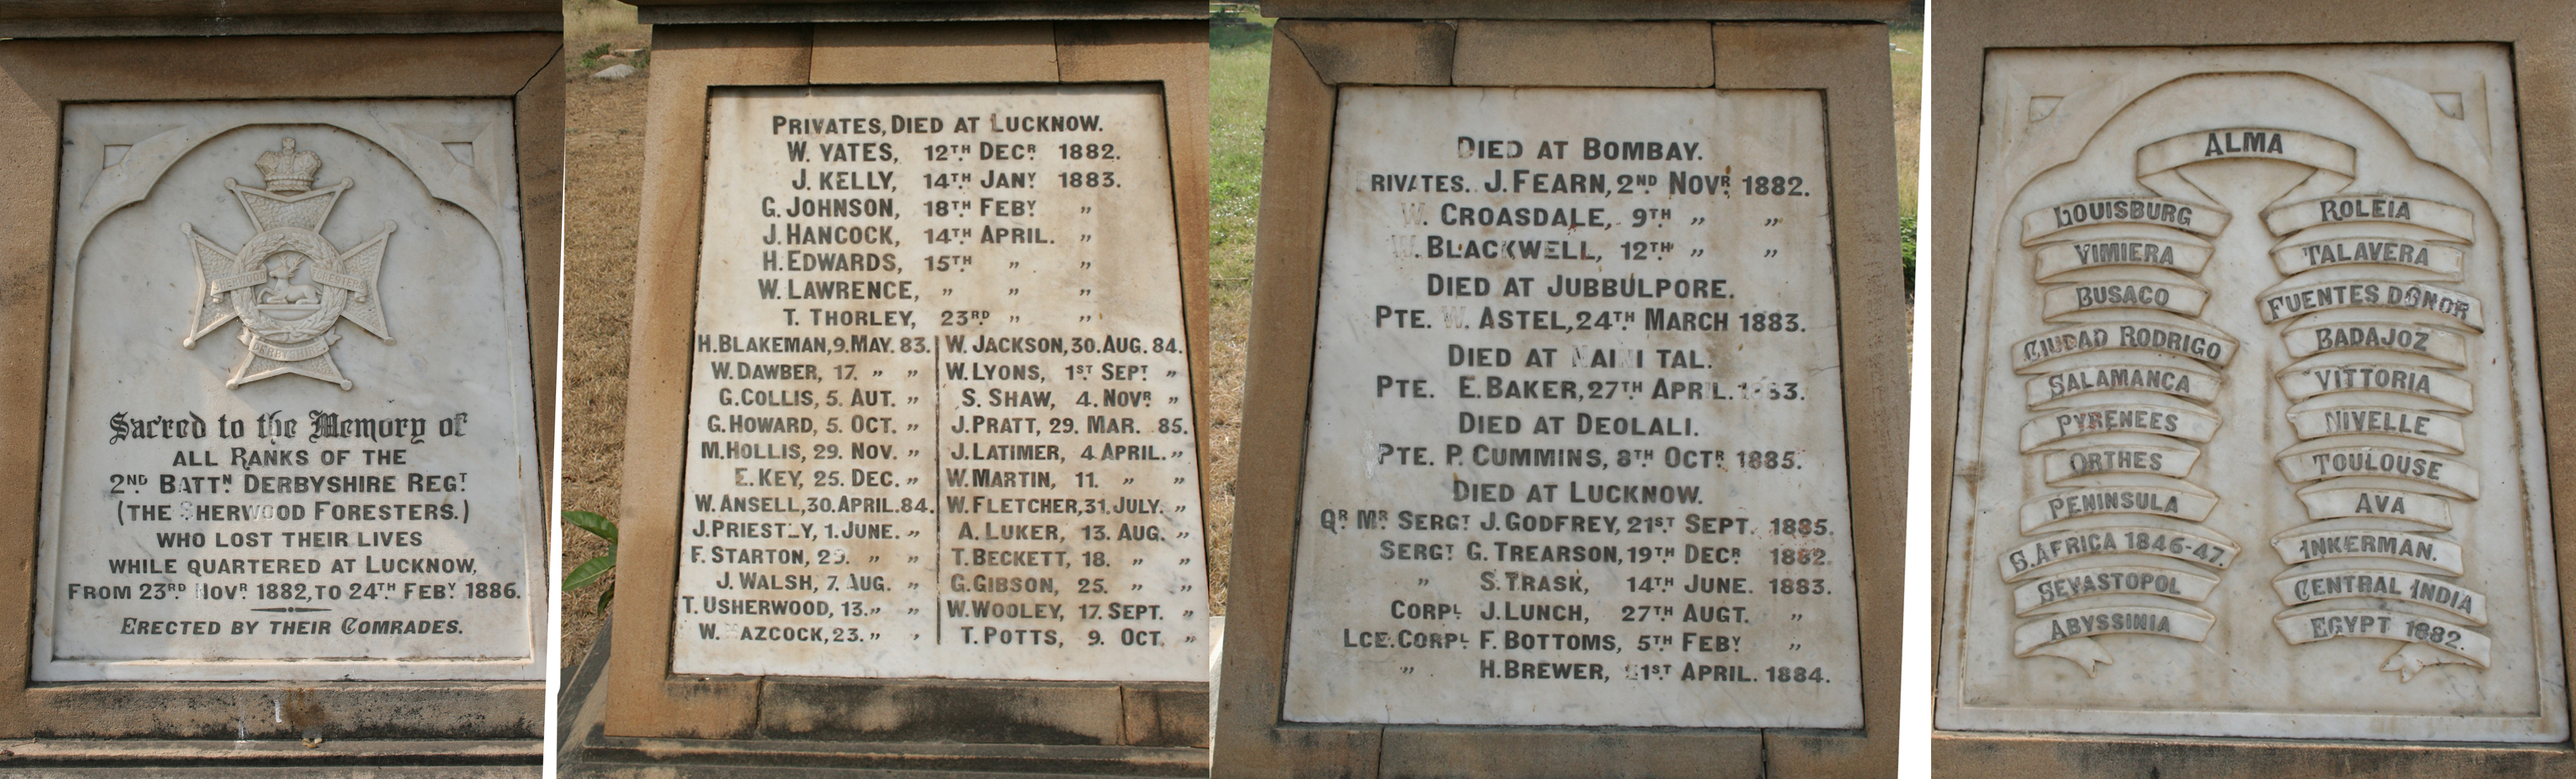 SHERWOOD FORESTERS
DERBYSHIRE
Sacred to the Memory of
ALL RANKS OF THE
2ND BATTN DERBYSHIRE REGT
(THE SHERWOOD FORESTERS.)
WHO LOST THEIR LIVES
WHILE QUARTERED AT LUCKNOW,
FROM 23RD NOVR 1882, TO 24TH FEBY 1886.
ERECTED BY THEIR COMRADES.
PRIVATES, DIED AT LUCKNOW.
W. YATES, 12TH DECR 1882.
J. KELLY, 14TH JANY 1883.
G. JOHNSON, 18TH FEBY „
J. HANCOCK, 14TH APRIL. „
H. EDWARDS, 15TH „ „
W. LAWRENCE, „ „ „
T. THORLEY, 23RD „ „
H. BLAKEMAN, 9. MAY. 83.
W. DAWBER, 17. „ „
G. COLLIS, 5. AUT. „
G. HOWARD, 5. OCT. „
M. HOLLIS, 29. NOV. „
E. KEY, 25. DEC. „
W. ANSELL, 30. APRIL. 84.
J. PRIESTLY, 1. JUNE. „
F. STARTON, 29. „ „
J. WALSH, 7. AUG. „
T. USHERWOOD, 13. „ „
W. 23. „ „
W. JACKSON, 30. AUG. 84.
W. LYONS, 1ST SEPT „
S. SHAW, 4. NOVR „
J. PRATT, 29. MAR. 85.
J. LATIMER, 4 APRIL. „
W. MARTIN, 11. „ „
W. FLETCHER, 31. JULY. „
A. LUKER, 13. AUG. „
T. BECKETT, 18. „ „
G. GIBSON, 25. „ „
W. WOOLEY, 17. SEPT. „
T. POTTS, 9. OCT. „
DIED AT BOMBAY.
PRIVATES. J. FEARN, 2ND NOVR 1882.
W. CROASDALE, 9TH „ „
W. BLACKWELL, 12TH „ „
DIED AT JUBBULPORE.
PTE. W. ASTEL, 24TH MARCH 1883.
DIED AT NAINI TAL.
PTE. E. BAKER, 27TH APRIL. 1883.
DIED AT DEOLALI.
PTE. P. CUMMINS, 8TH OCTR 1885.
DIED AT LUCKNOW.
QR MR SERGT J. GODFREY, 21ST SEPT. 1885.
SERGT G. TREARSON, 19TH DECR 1882.
„ S. TRASK, 14TH JUNE. 1883.
CORPL J. LUNCH, 27TH AUGT. „
LCE. CORPL F. BOTTOMS, 5TH FEBY „
„ H. BREWER, 21ST APRIL. 1884.
ALMA
LOUISBURG
VIMIERA
BUSACO
CIUDAD RODRIGO
SALAMANCA
PYRENEES
ORTHES
PENINSULA
S. AFRICA 1846-47.
SEVASTOPOL
ABYSSINIA
ROLEIA
TALAVERA
FUENTES DONOR
BADAJOZ
VITTORIA
NIVELLE
TOULOUSE
AVA
INKERMAN.
CENTRAL INDIA
EGYPT 1882.